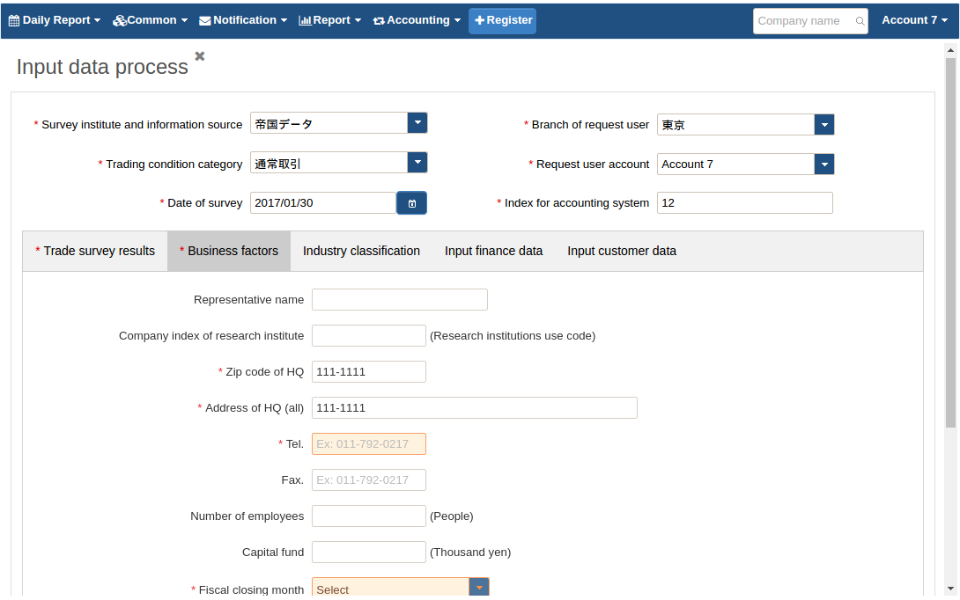 Daily Report Common Notification Report Accounting Register Company name Account 7
Input data process
* Survey institute and information source 帝国データ * Branch of request user 東京
* Trading condition category 通常取引 * Request user account Account 7
* Date of survey 2017/01/30 * Index for accounting system 12
* Trade survey results * Business factors Industry classification Input finance data Input customer data
Representative name
Company index of research institute (Research institutions use code)
* Zip code of HQ 111-1111
* Address of HQ (all) 111-1111
* Tel. Ex: 011-792-0217
Fax. Ex: 011-792-0217
Number of employees (People)
Capital fund (Thousand yen)
* Fiscal closing month Select